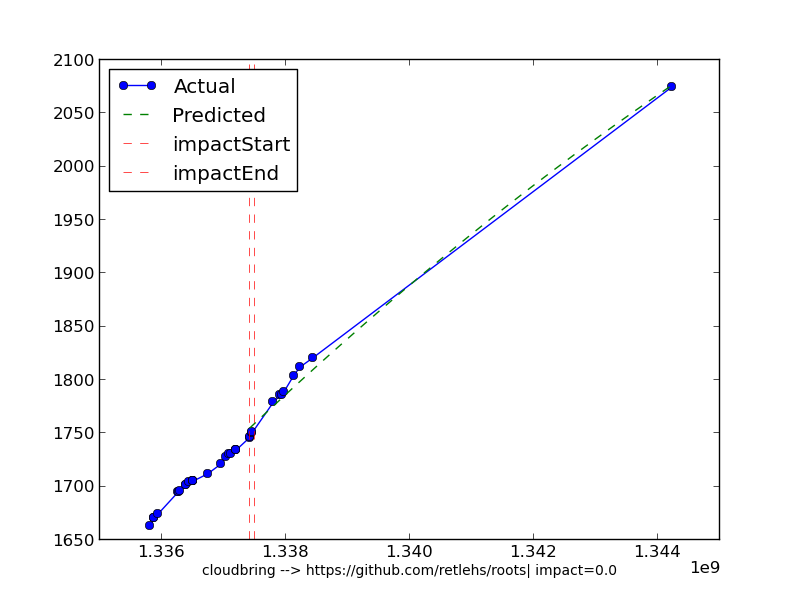 2100
2050
2000
1950
1900
1850
1800
1750
1700
1650
Actual
Predicted
impactStart
impactEnd
1.336 1.338 1.340 1.342 1.344
1e9
cloudbring --> https://github.com/retlehs/roots| impact=0.0